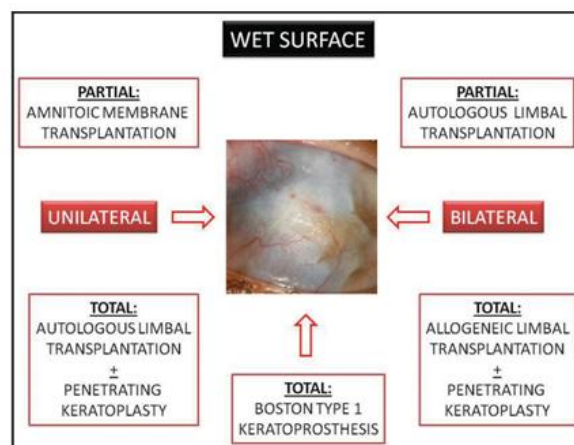 WET SURFACE
PARTIAL:
AMNITOIC MEMBRANE
TRANSPLANTATION
PARTIAL:
AUTOLOGOUS LIMBAL
TRANSPLANTATION
UNILATERAL
BILATERAL
TOTAL:
AUTOLOGOUS LIMBAL
TRANSPLANTATION
±
PENETRATING
KERATOPLASTY
TOTAL:
BOSTON TYPE 1
KERATOPROSTHESIS
TOTAL:
ALLOGENEIC LIMBAL
TRANSPLANTATION
±
PENETRATING
KERATOPLASTY